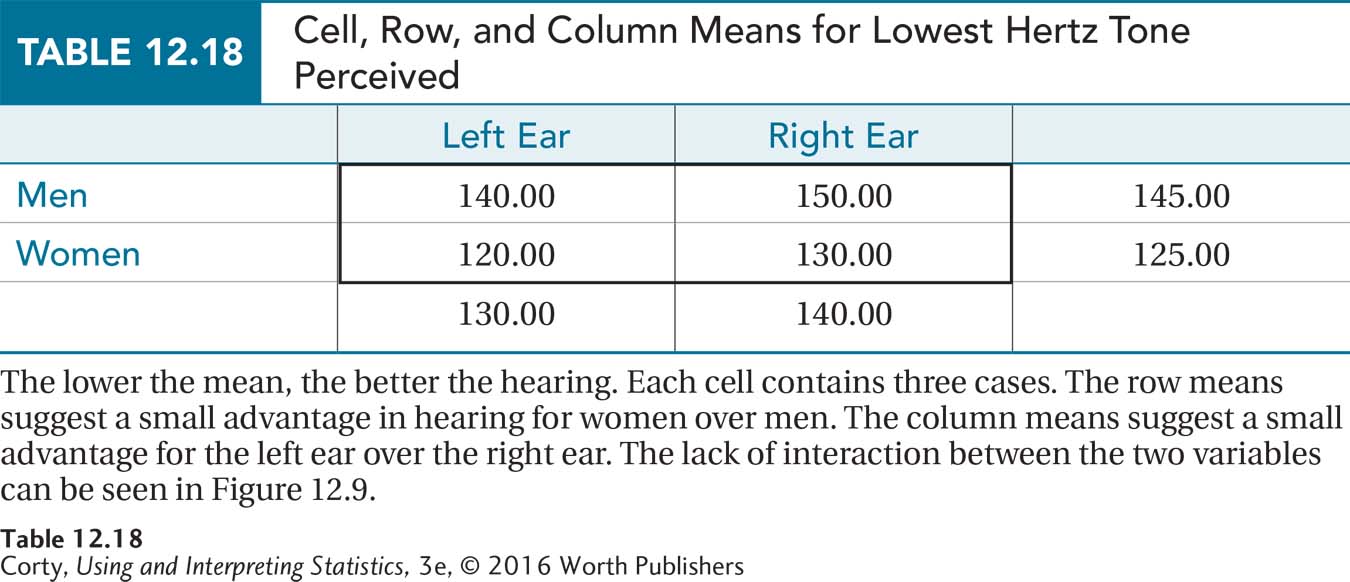 TABLE 12.18
Cell, Row, and Column Means for Lowest Hertz Tone
Perceived
Left Ear Right Ear
Men 140.00 150.00 145.00
Women 120.00 130.00 125.00
130.00 140.00
The lower the mean, the better the hearing. Each cell contains three cases. The row means
suggest a small advantage in hearing for women over men. The column means suggest a small
advantage for the left ear over the right ear. The lack of interaction between the two variables
can be seen in Figure 12.9.
Table 12.18
Corty, Using and Interpreting Statistics, 3e, © 2016 Worth Publishers